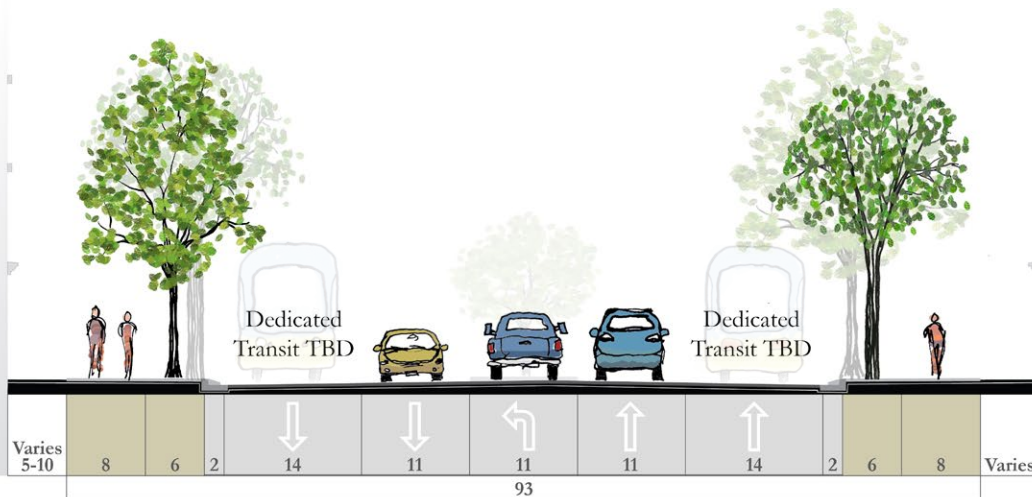 Dedicated
Transit TBD
Dedicated
Transit TBD
Varies
5-10
8
6
2
14
11
11
11
14
2
6
8
Varies
93